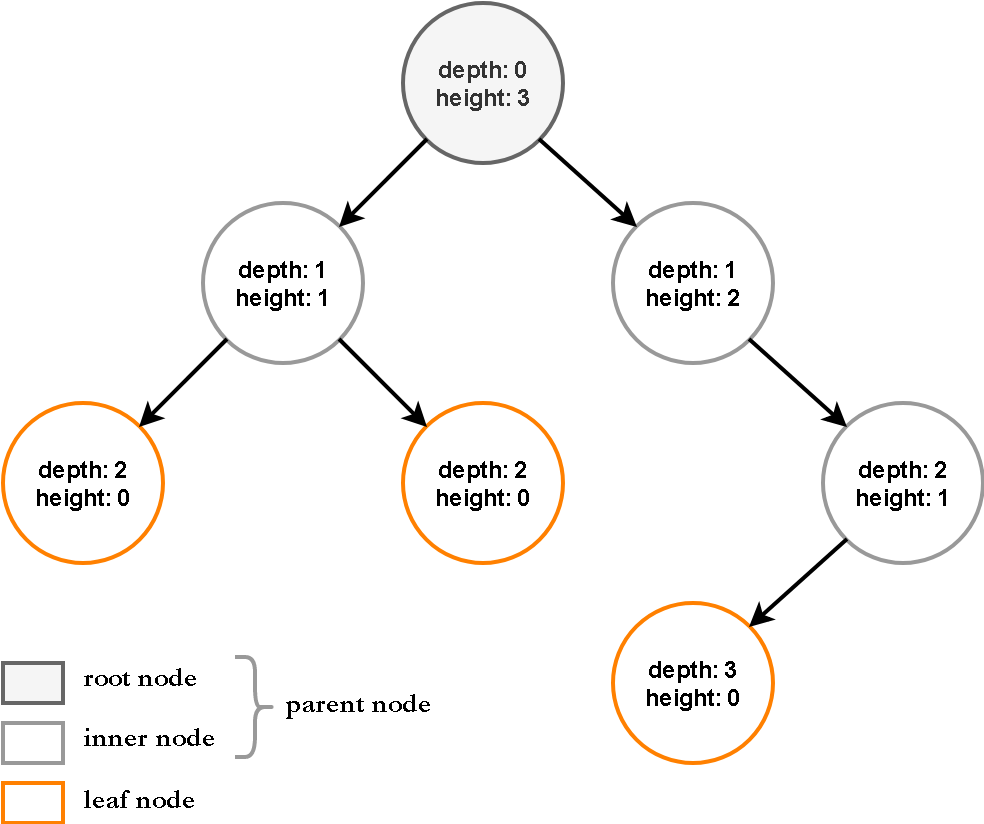 depth: 0
height: 3
depth: 1
height: 1
depth: 1
height: 2
depth: 2
height: 0
depth: 2
height: 0
depth: 2
height: 1
depth: 3
height: 0
root node
inner node
parent node
leaf node